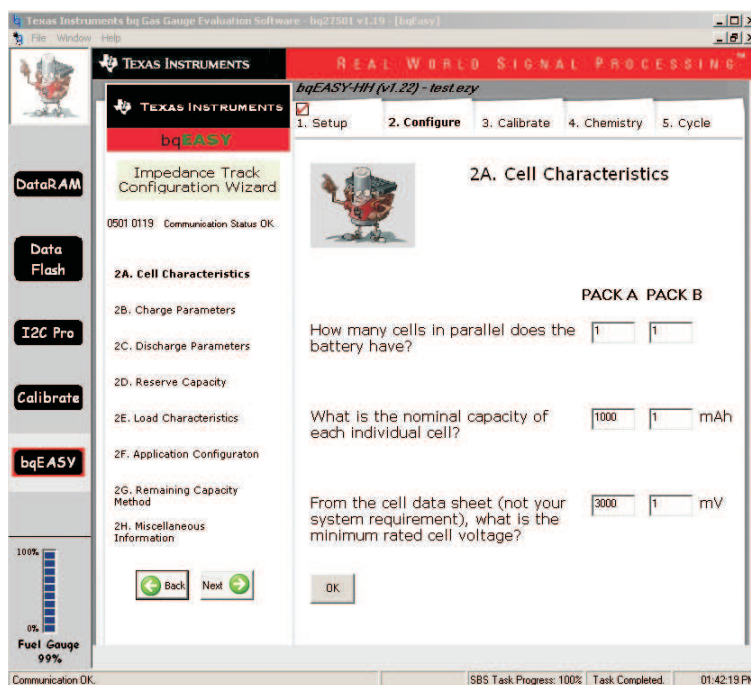 Texas Instruments bq Gas Gauge Evaluation Software - bq27501 v1.19 - [bqEasy]
File Window Help
TEXAS INSTRUMENTS
REAL WORLD SIGNAL PROCESSING™
bqEASY-HH (v1.22) - test.ezy
TEXAS INSTRUMENTS
bqEASY
1. Setup
2. Configure
3. Calibrate
4. Chemistry
5. Cycle
Impedance Track
Configuration Wizard
0501 0119 Communication Status OK
2A. Cell Characteristics
2B. Charge Parameters
2C. Discharge Parameters
2D. Reserve Capacity
2E. Load Characteristics
2F. Application Configuraton
2G. Remaining Capacity
Method
2H. Miscellaneous
Information
Back
Next
DataRAM
Data
Flash
I2C Pro
Calibrate
bqEASY
100%
0%
Fuel Gauge
99%
2A. Cell Characteristics
PACK A PACK B
How many cells in parallel does the
battery have?
1 1
What is the nominal capacity of
each individual cell?
1000 1 mAh
From the cell data sheet (not your
system requirement), what is the
minimum rated cell voltage?
3000 1 mV
OK
Communication OK.
SBS Task Progress: 100%
Task Completed.
01:42:19 PM